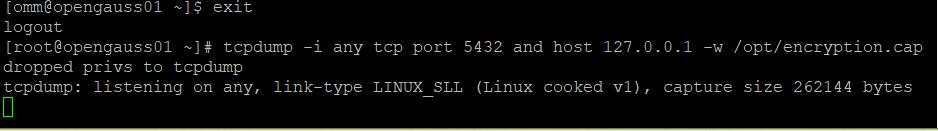 [omm@opengauss01 ~]$ exit
logout
[root@opengauss01 ~]# tcpdump -i any tcp port 5432 and host 127.0.0.1 -w /opt/encryption.cap
dropped privs to tcpdump
tcpdump: listening on any, link-type LINUX_SLL (Linux cooked v1), capture size 262144 bytes